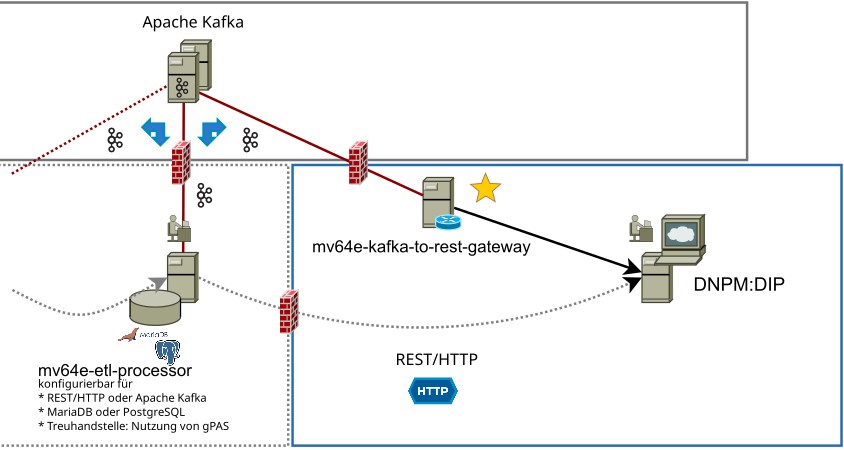 Apache Kafka
mv64e-kafka-to-rest-gateway
DNPM:DIP
MariaDB
REST/HTTP
HTTP
mv64e-etl-processor
konfigurierbar für
* REST/HTTP oder Apache Kafka
* MariaDB oder PostgreSQL
* Treuhandstelle: Nutzung von gPAS